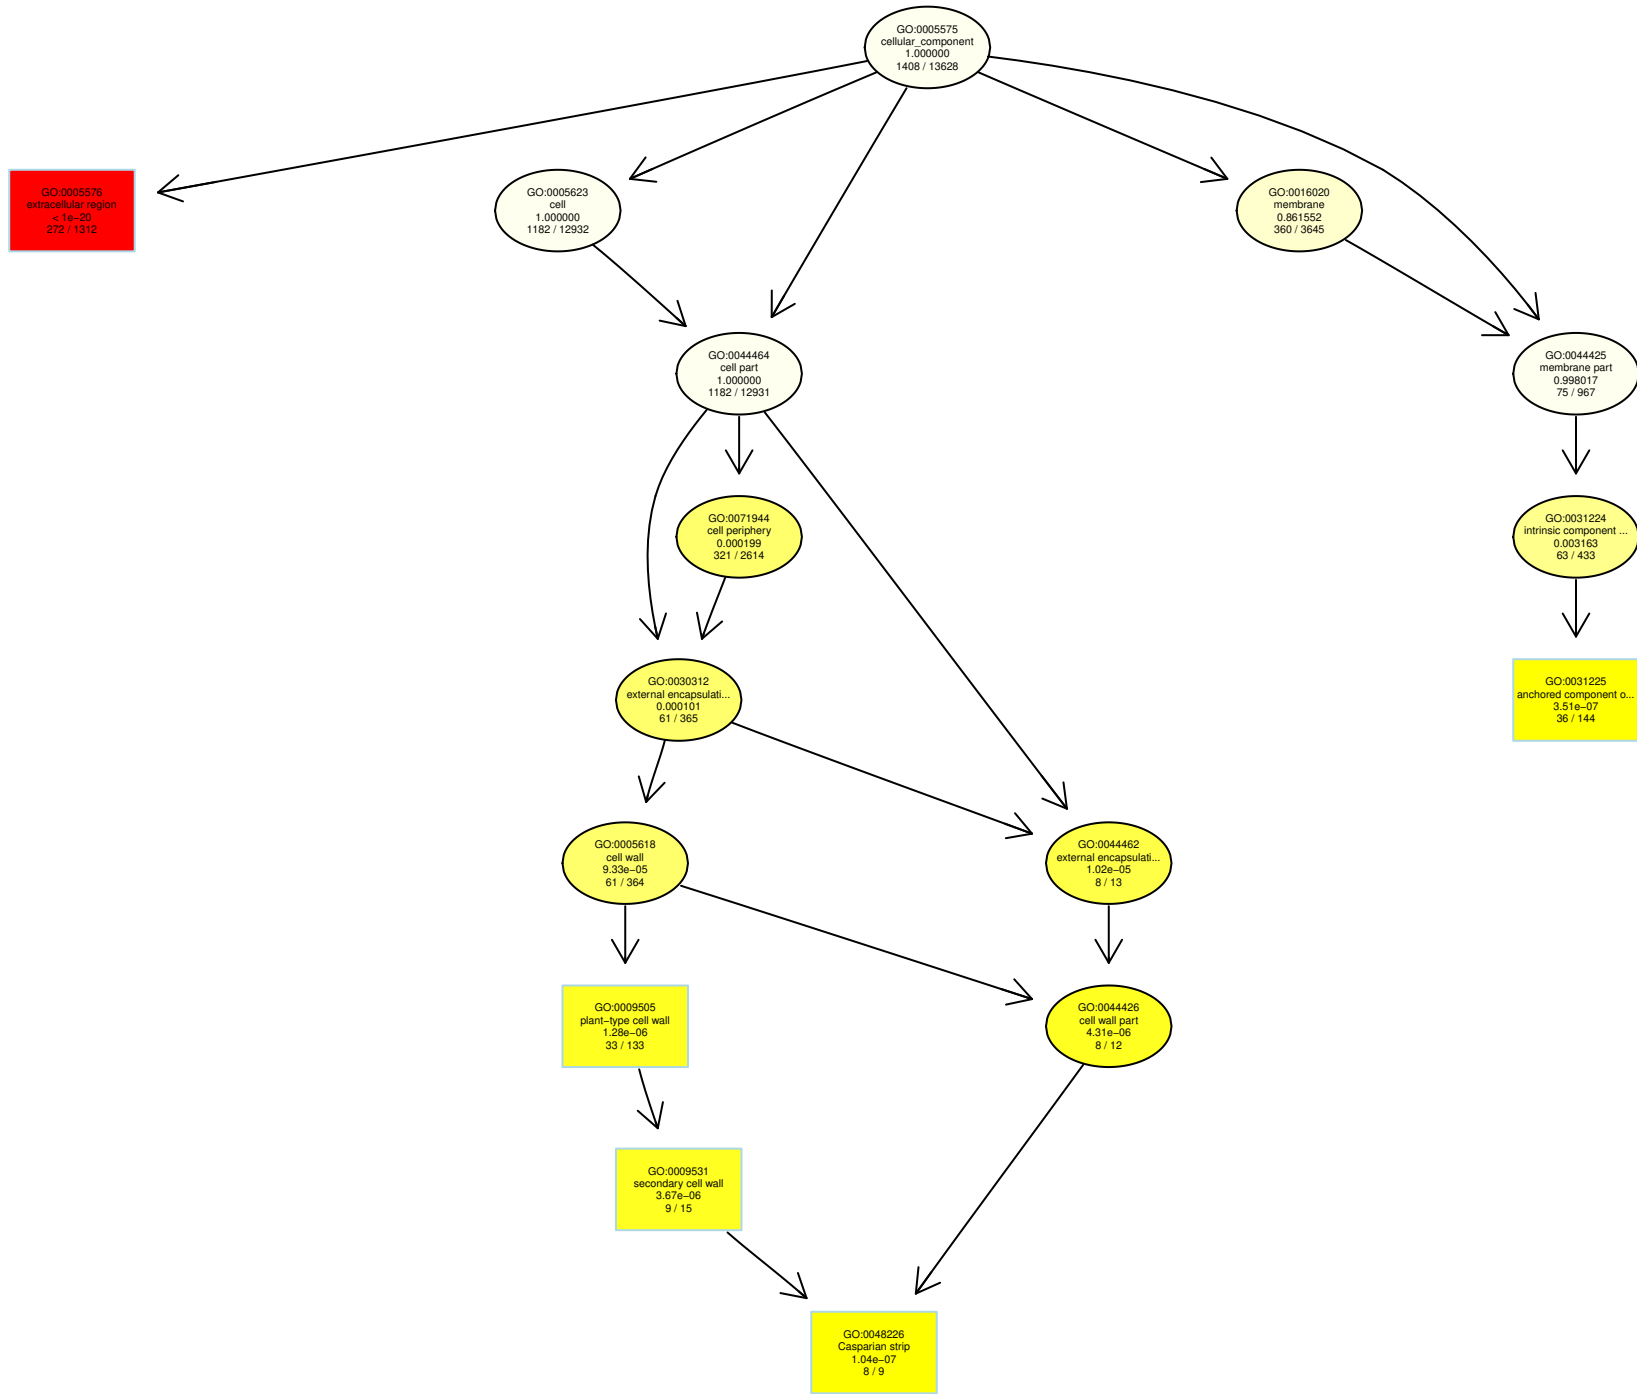 GO:0005575
cellular_component
1.000000
1408 / 13628
GO:0005576
extracellular region
< 1e−20
272 / 1312
GO:0005623
cell
1.000000
1182 / 12932
GO:0016020
membrane
0.861552
360 / 3645
GO:0044464
cell part
1.000000
1182 / 12931
GO:0044425
membrane part
0.998017
75 / 967
GO:0071944
cell periphery
0.000199
321 / 2614
GO:0031224
intrinsic component ...
0.003163
63 / 433
GO:0030312
external encapsulati...
0.000101
61 / 365
GO:0031225
anchored component o...
3.51e−07
36 / 144
GO:0005618
cell wall
9.33e−05
61 / 364
GO:0044462
external encapsulati...
1.02e−05
8 / 13
GO:0009505
plant−type cell wall
1.28e−06
33 / 133
GO:0044426
cell wall part
4.31e−06
8 / 12
GO:0009531
secondary cell wall
3.67e−06
9 / 15
GO:0048226
Casparian strip
1.04e−07
8 / 9